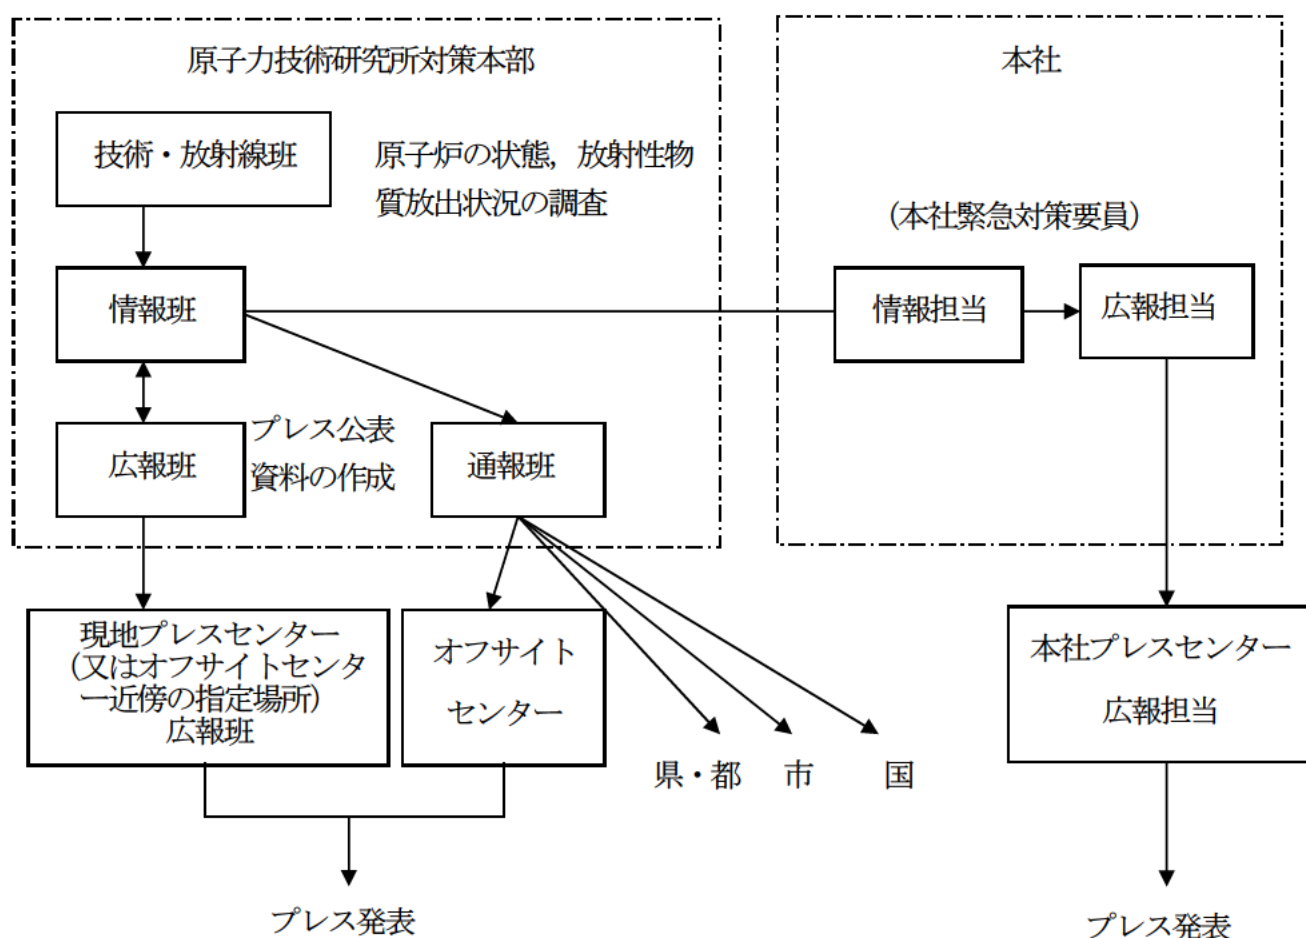 原子力技術研究所対策本部
本社
技術・放射線班
原子炉の状態，放射性物
質放出状況の調査
（本社緊急対策要員）
情報班
情報担当
広報担当
プレス公表
資料の作成
広報班
通報班
現地プレスセンター
（又はオフサイトセンタ
ー近傍の指定場所）
広報班
オフサイト
センター
本社プレスセンター
広報担当
県・都
市
国
プレス発表
プレス発表